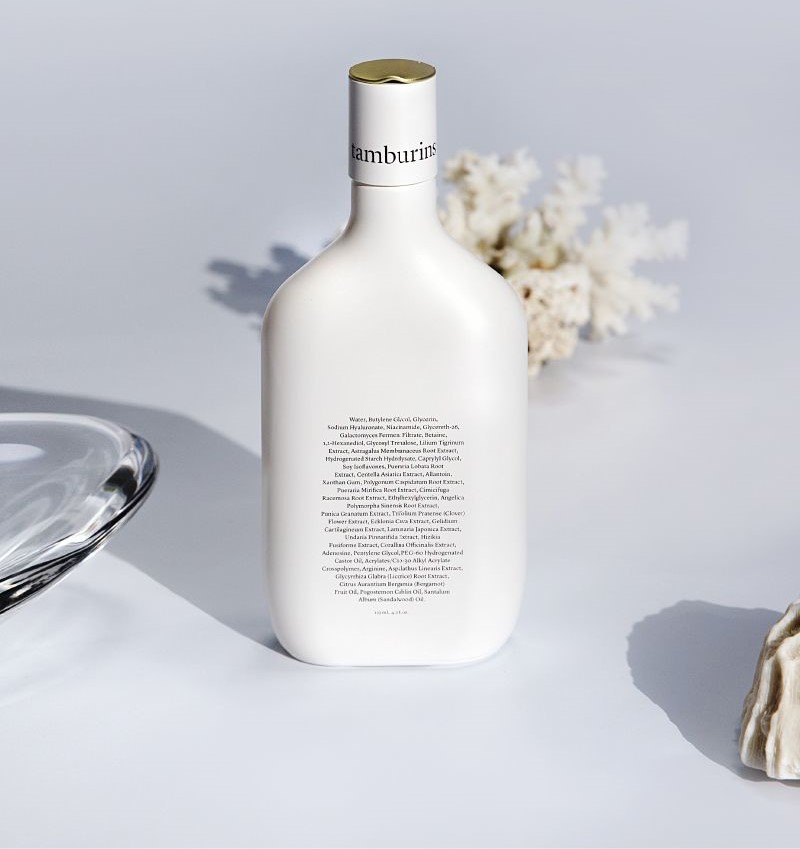 tamburins
Water, Butylene Glycol, Glycerin,
Sodium Hyaluronate, Niacinamide, Glycereth-26,
Galactomyces Ferment Filtrate, Betaine,
1,2-Hexanediol, Glycosyl Trehalose, Lilium Tigrinum
Extract, Astragalus Membranaceus Root Extract,
Hydrogenated Starch Hydrolysate, Caprylyl Glycol,
Soy Isoflavones, Pueraria Lobata Root
Extract, Centella Asiatica Extract, Allantoin,
Xanthan Gum, Polygonum Cuspidatum Root Extract,
Pueraria Mirifica Root Extract, Cimicifuga
Racemosa Root Extract, Ethylhexylglycerin, Angelica
Polymorpha Sinensis Root Extract,
Punica Granatum Extract, Trifolium Pratense (Clover)
Flower Extract, Ecklonia Cava Extract, Gelidium
Cartilagineum Extract, Laminaria Japonica Extract,
Undaria Pinnatifida Extract, Hizikia
Fusiforme Extract, Corallina Officinalis Extract,
Adenosine, Pentylene Glycol, PEG-60 Hydrogenated
Castor Oil, Acrylates/C10-30 Alkyl Acrylate
Crosspolymer, Arginine, Aspalathus Linearis Extract,
Glycyrrhiza Glabra (Licorice) Root Extract,
Citrus Aurantium Bergamia (Bergamot)
Fruit Oil, Pogostemon Cablin Oil, Santalum
Album (Sandalwood) Oil.